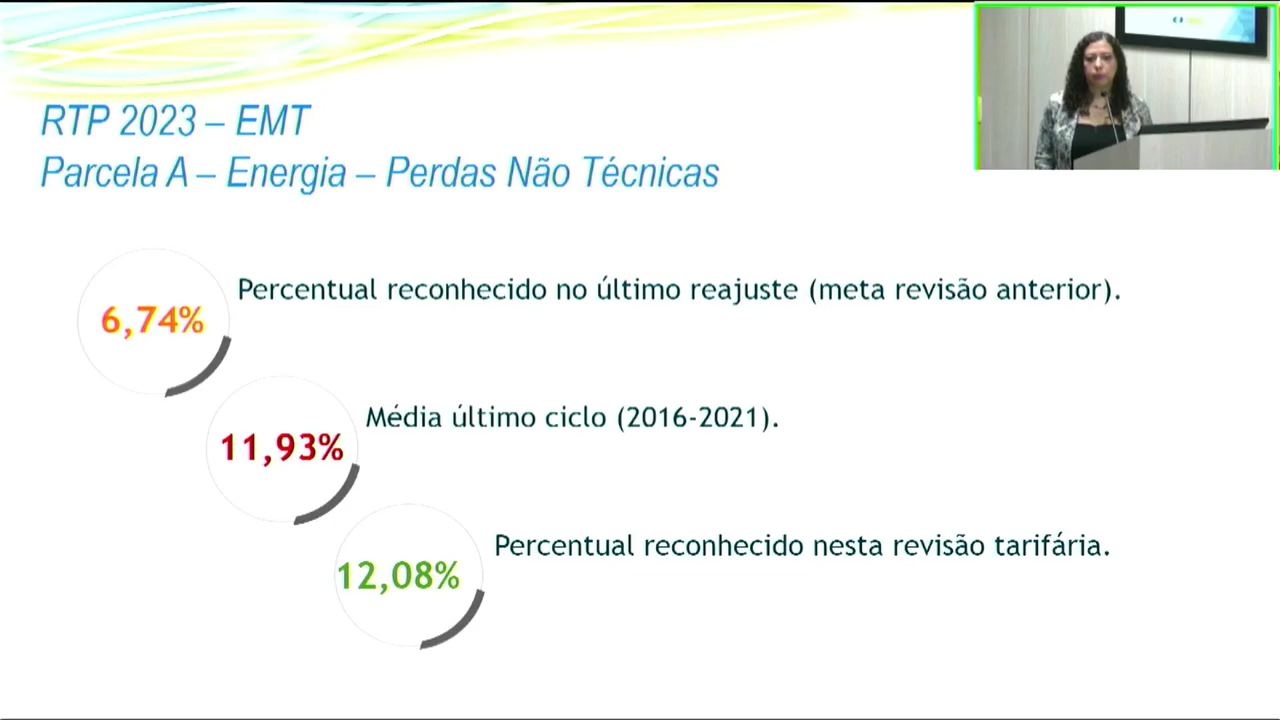 RTP 2023 – EMT
Parcela A – Energia – Perdas Não Técnicas
6,74%
Percentual reconhecido no último reajuste (meta revisão anterior).
11,93%
Média último ciclo (2016-2021).
12,08%
Percentual reconhecido nesta revisão tarifária.